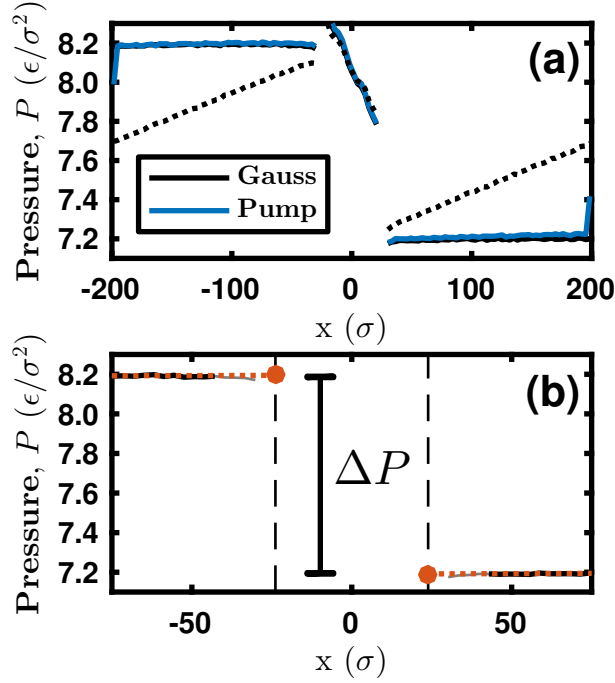 (a)
8.2
8.0
7.8
7.6
7.4
7.2
Pressure, P (ϵ/σ²)
Gauss
Pump
-200 -100 0 100 200
x (σ)
(b)
8.2
8.0
7.8
7.6
7.4
7.2
Pressure, P (ϵ/σ²)
ΔP
-50 0 50
x (σ)